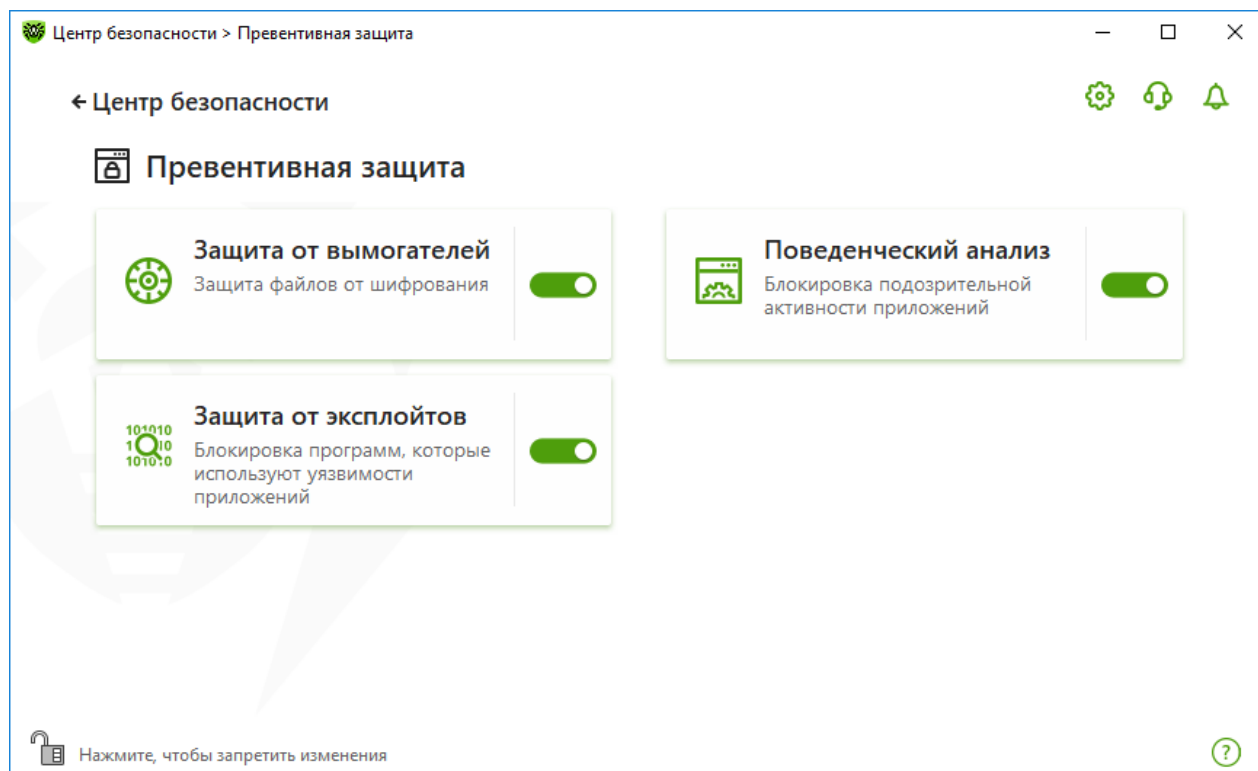 Центр безопасности > Превентивная защита
Центр безопасности
Превентивная защита
Защита от вымогателей
Защита файлов от шифрования
Поведенческий анализ
Блокировка подозрительной
активности приложений
101010
1 10
101010
Защита от эксплойтов
Блокировка программ, которые
используют уязвимости
приложений
Нажмите, чтобы запретить изменения
?